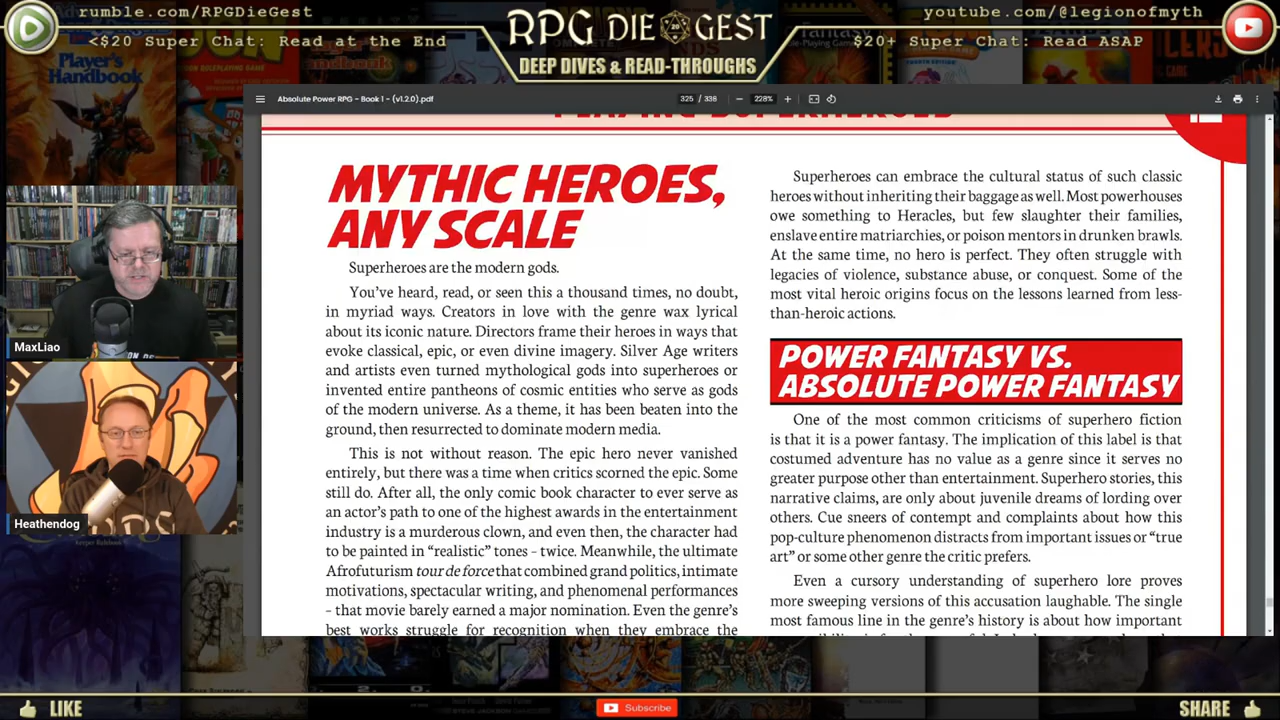 rumble.com/RPGDieGest
<$20 Super Chat: Read at the End
RPG DIE GEST
DEEP DIVES & READ-THROUGHS
youtube.com/@legionofmyth
$20+ Super Chat: Read ASAP
Player's
Handbook
Absolute Power RPG - Book 1 - (v1.2.0).pdf
325 / 338
228%
PLAYING SUPERHEROES
MYTHIC HEROES,
ANY SCALE
Superheroes are the modern gods.
You've heard, read, or seen this a thousand times, no doubt,
in myriad ways. Creators in love with the genre wax lyrical
about its iconic nature. Directors frame their heroes in ways that
evoke classical, epic, or even divine imagery. Silver Age writers
and artists even turned mythological gods into superheroes or
invented entire pantheons of cosmic entities who serve as gods
of the modern universe. As a theme, it has been beaten into the
ground, then resurrected to dominate modern media.
This is not without reason. The epic hero never vanished
entirely, but there was a time when critics scorned the epic. Some
still do. After all, the only comic book character to ever serve as
an actor's path to one of the highest awards in the entertainment
industry is a murderous clown, and even then, the character had
to be painted in “realistic” tones – twice. Meanwhile, the ultimate
Afrofuturism tour de force that combined grand politics, intimate
motivations, spectacular writing, and phenomenal performances
– that movie barely earned a major nomination. Even the genre's
best works struggle for recognition when they embrace the
Superheroes can embrace the cultural status of such classic
heroes without inheriting their baggage as well. Most powerhouses
owe something to Heracles, but few slaughter their families,
enslave entire matriarchies, or poison mentors in drunken brawls.
At the same time, no hero is perfect. They often struggle with
legacies of violence, substance abuse, or conquest. Some of the
most vital heroic origins focus on the lessons learned from less-
than-heroic actions.
POWER FANTASY VS.
ABSOLUTE POWER FANTASY
One of the most common criticisms of superhero fiction
is that it is a power fantasy. The implication of this label is that
costumed adventure has no value as a genre since it serves no
greater purpose other than entertainment. Superhero stories, this
narrative claims, are only about juvenile dreams of lording over
others. Cue sneers of contempt and complaints about how this
pop-culture phenomenon distracts from important issues or “true
art” or some other genre the critic prefers.
Even a cursory understanding of superhero lore proves
more sweeping versions of this accusation laughable. The single
most famous line in the genre's history is about how important
MaxLiao
Heathendog
LIKE
Subscribe
SHARE